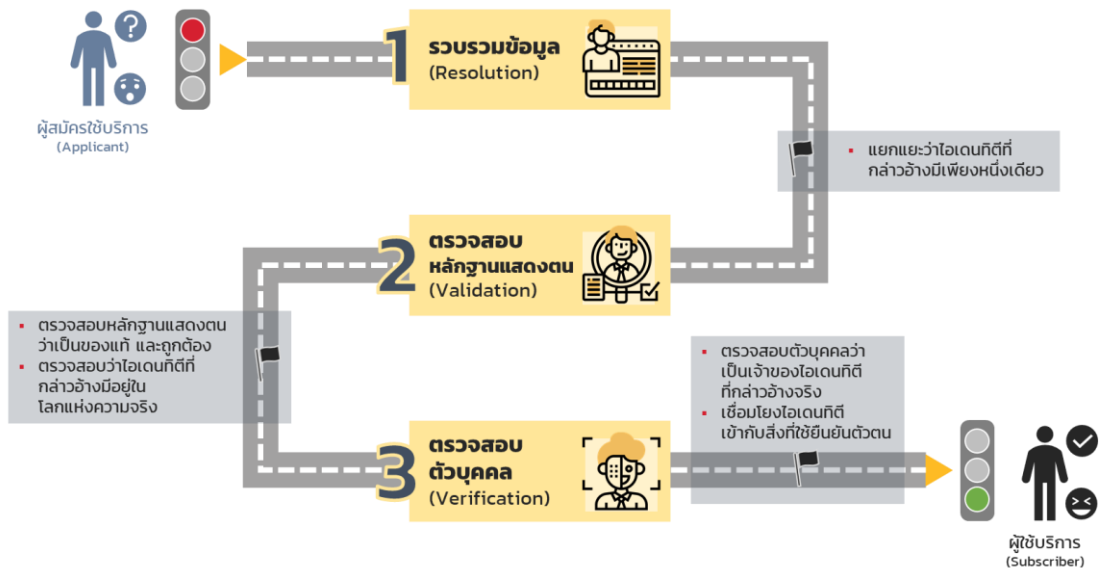 ผู้สมัครใช้บริการ
(Applicant)
1
รวบรวมข้อมูล
(Resolution)
▪ แยกแยะว่าไอเดนทิตีที่
กล่าวอ้างมีเพียงหนึ่งเดียว
2
ตรวจสอบ
หลักฐานแสดงตน
(Validation)
▪ ตรวจสอบหลักฐานแสดงตน
ว่าเป็นของแท้ และถูกต้อง
▪ ตรวจสอบว่าไอเดนทิตีที่
กล่าวอ้างมีอยู่ใน
โลกแห่งความจริง
3
ตรวจสอบ
ตัวบุคคล
(Verification)
▪ ตรวจสอบตัวบุคคลว่า
เป็นเจ้าของไอเดนทิตี
ที่กล่าวอ้างจริง
▪ เชื่อมโยงไอเดนทิตี
เข้ากับสิ่งที่ใช้ยืนยันตัวตน
ผู้ใช้บริการ
(Subscriber)